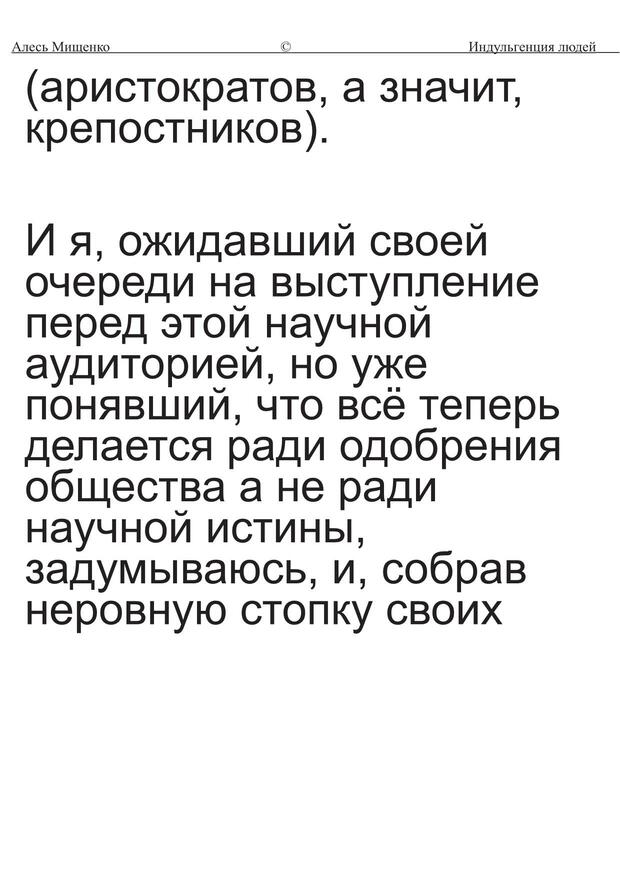 Алесь Мищенко © Индульгенция людей
(аристократов, а значит,
крепостников).
И я, ожидавший своей
очереди на выступление
перед этой научной
аудиторией, но уже
понявший, что всё теперь
делается ради одобрения
общества а не ради
научной истины,
задумываюсь, и, собрав
неровную стопку своих